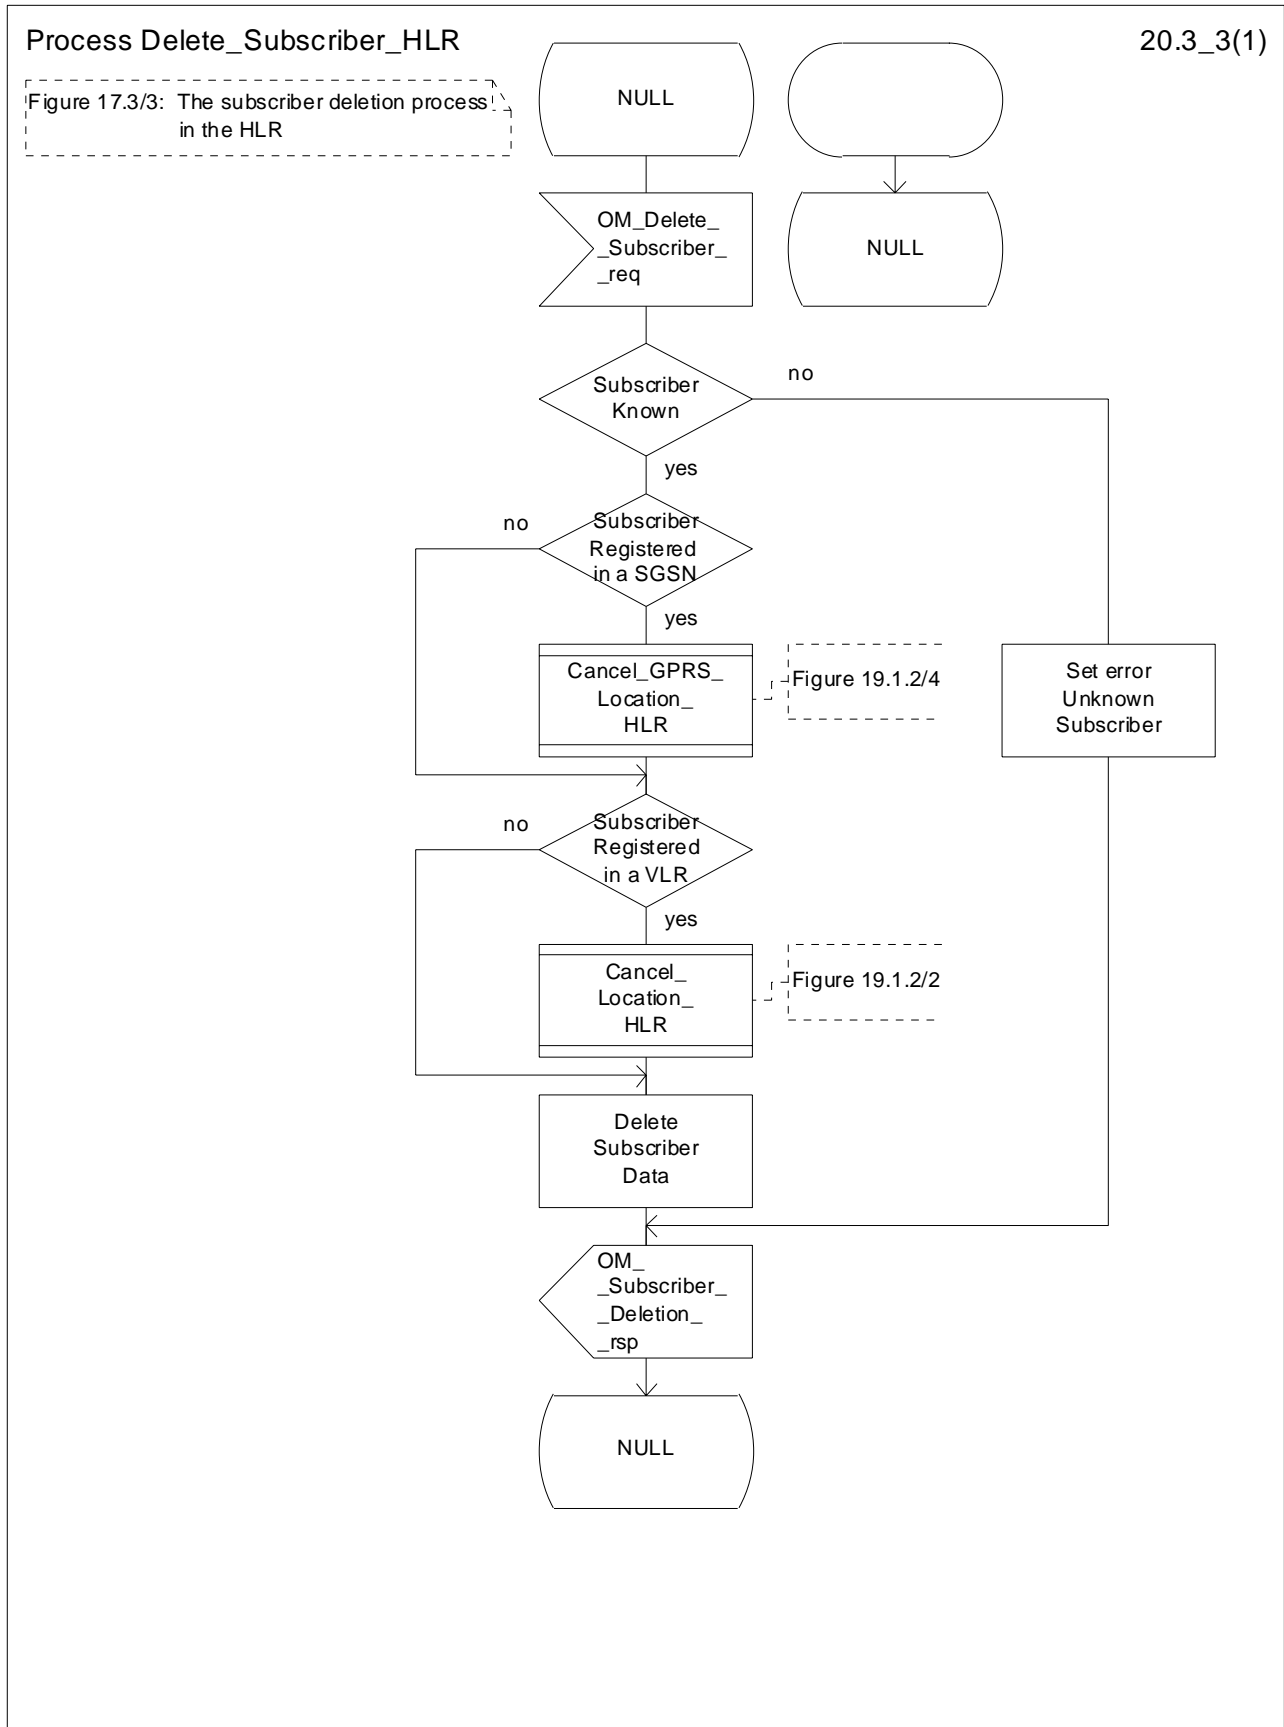 Process Delete_Subscriber_HLR
20.3_3(1)
Figure 17.3/3: The subscriber deletion process
in the HLR
NULL
OM_Delete_
_Subscriber_
_req
NULL
Subscriber
Known
no
yes
no
Subscriber
Registered
in a SGSN
yes
Cancel_GPRS_
Location_
HLR
Figure 19.1.2/4
Set error
Unknown
Subscriber
no
Subscriber
Registered
in a VLR
yes
Cancel_
Location_
HLR
Figure 19.1.2/2
Delete
Subscriber
Data
OM_
_Subscriber_
_Deletion_
_rsp
NULL